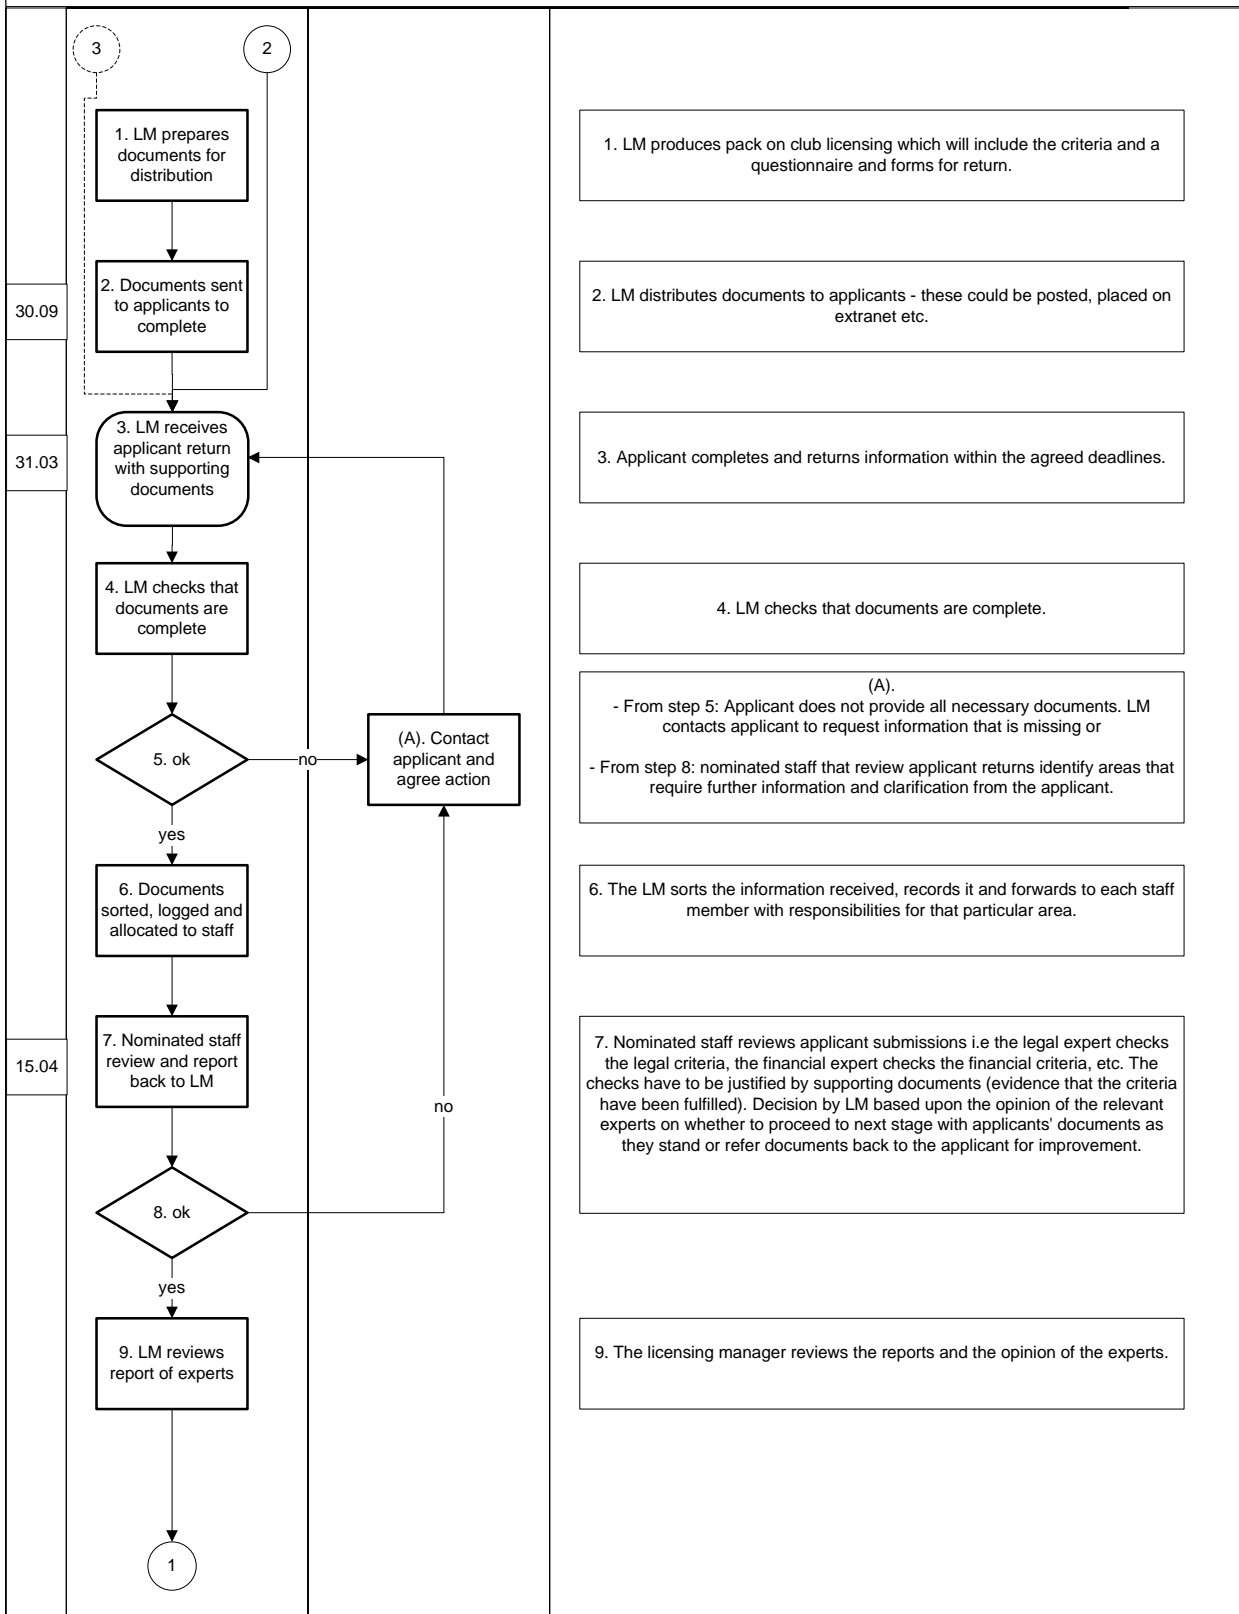 3
2
1. LM prepares
documents for
distribution
1. LM produces pack on club licensing which will include the criteria and a
questionnaire and forms for return.
30.09
2. Documents sent
to applicants to
complete
2. LM distributes documents to applicants - these could be posted, placed on
extranet etc.
31.03
3. LM receives
applicant return
with supporting
documents
3. Applicant completes and returns information within the agreed deadlines.
4. LM checks that
documents are
complete
4. LM checks that documents are complete.
5. ok
no
(A). Contact
applicant and
agree action
(A).
- From step 5: Applicant does not provide all necessary documents. LM
contacts applicant to request information that is missing or
- From step 8: nominated staff that review applicant returns identify areas that
require further information and clarification from the applicant.
yes
6. Documents
sorted, logged and
allocated to staff
6. The LM sorts the information received, records it and forwards to each staff
member with responsibilities for that particular area.
15.04
7. Nominated staff
review and report
back to LM
no
7. Nominated staff reviews applicant submissions i.e the legal expert checks
the legal criteria, the financial expert checks the financial criteria, etc. The
checks have to be justified by supporting documents (evidence that the criteria
have been fulfilled). Decision by LM based upon the opinion of the relevant
experts on whether to proceed to next stage with applicants' documents as
they stand or refer documents back to the applicant for improvement.
8. ok
yes
9. LM reviews
report of experts
9. The licensing manager reviews the reports and the opinion of the experts.
1